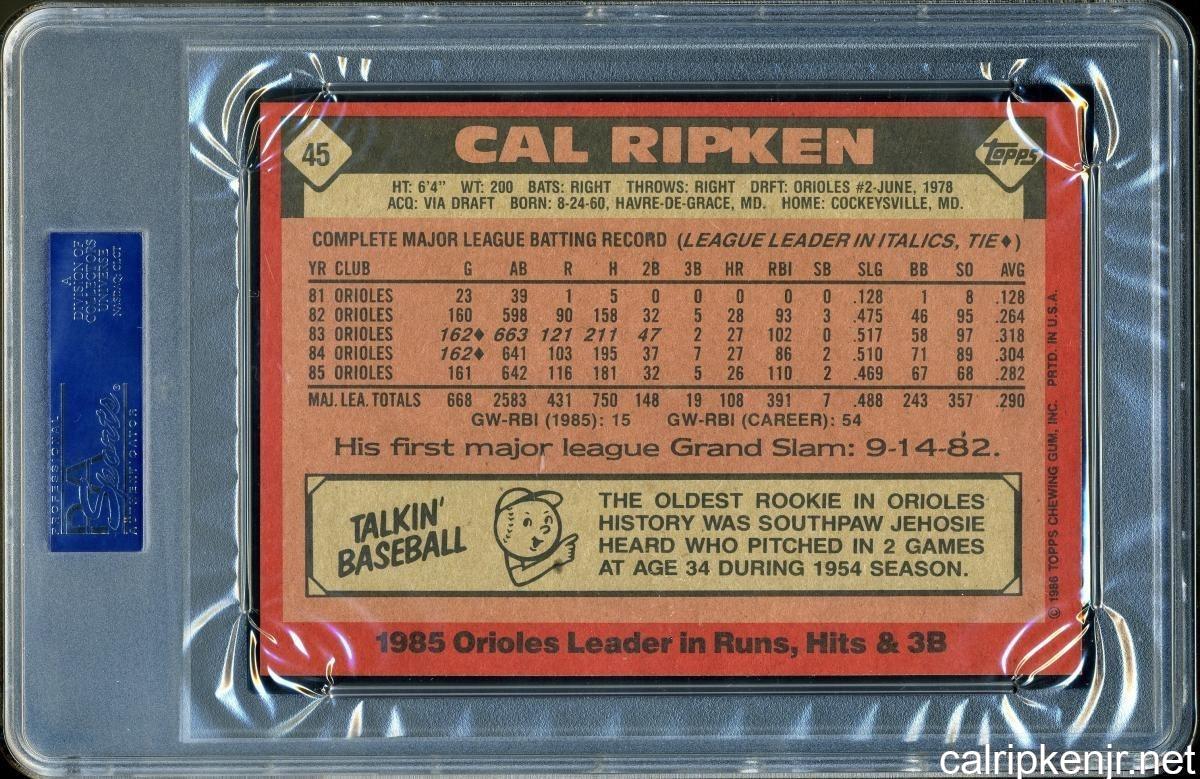 45
CAL RIPKEN
Topps
HT: 6'4" WT: 200 BATS: RIGHT THROWS: RIGHT DRFT: ORIOLES #2-JUNE, 1978
ACQ: VIA DRAFT BORN: 8-24-60, HAVRE-DE-GRACE, MD. HOME: COCKEYSVILLE, MD.
COMPLETE MAJOR LEAGUE BATTING RECORD (LEAGUE LEADER IN ITALICS, TIE♦)
YR CLUB G AB R H 2B 3B HR RBI SB SLG BB SO AVG
81 ORIOLES 23 39 1 5 0 0 0 0 0 .128 1 8 .128
82 ORIOLES 160 598 90 158 32 5 28 93 3 .475 46 95 .264
83 ORIOLES 162♦ 663 121 211 47 2 27 102 0 .517 58 97 .318
84 ORIOLES 162♦ 641 103 195 37 7 27 86 2 .510 71 89 .304
85 ORIOLES 161 642 116 181 32 5 26 110 2 .469 67 68 .282
MAJ. LEA. TOTALS 668 2583 431 750 148 19 108 391 7 .488 243 357 .290
GW-RBI (1985): 15 GW-RBI (CAREER): 54
His first major league Grand Slam: 9-14-82.
TALKIN'
BASEBALL
THE OLDEST ROOKIE IN ORIOLES
HISTORY WAS SOUTHPAW JEHOSIE
HEARD WHO PITCHED IN 2 GAMES
AT AGE 34 DURING 1954 SEASON.
1985 Orioles Leader in Runs, Hits & 3B
© 1986 TOPPS CHEWING GUM, INC. PRTD. IN U.S.A.
A
DIVISION OF
COLLECTORS
UNIVERSE
NASDAQ: CLCT
PROFESSIONAL
PSA
Sports®
AUTHENTICATOR
calripkenjr.net